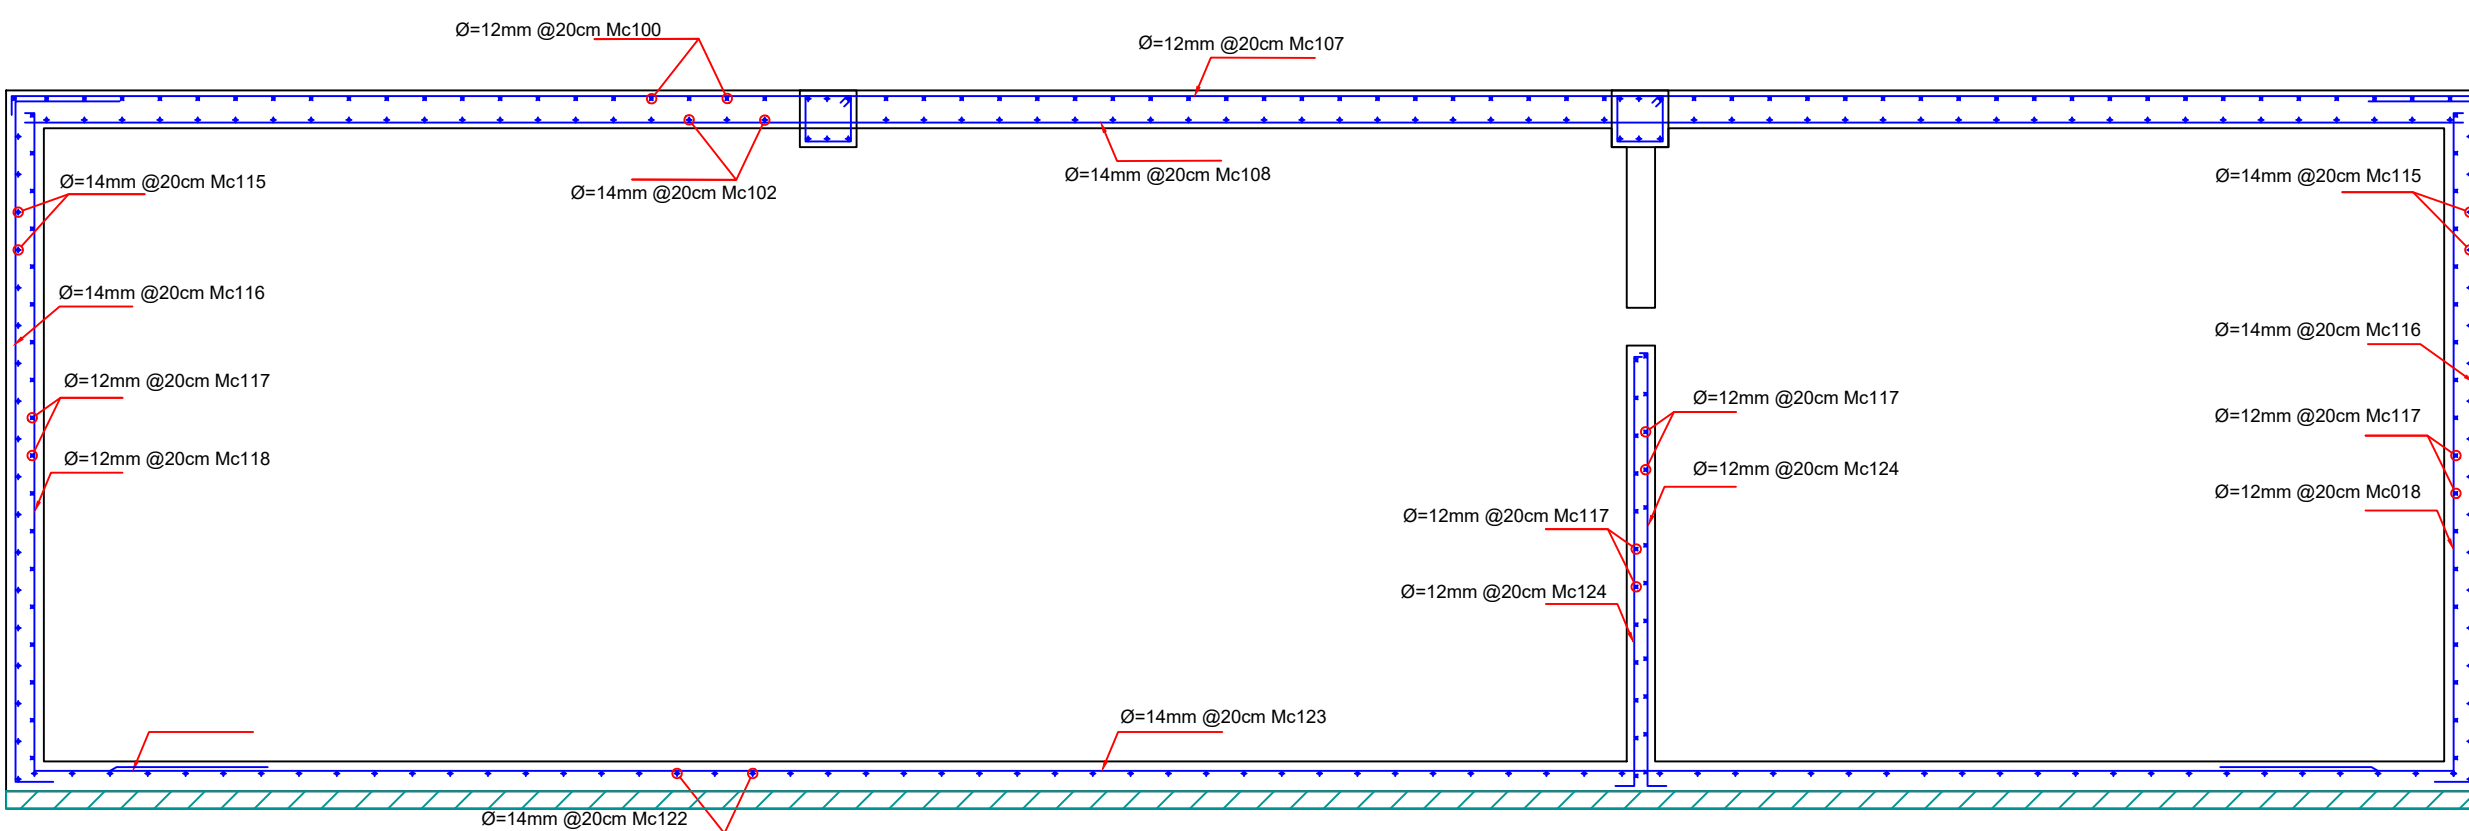 Ø=12mm @20cm Mc100
Ø=12mm @20cm Mc107
Ø=14mm @20cm Mc115
Ø=14mm @20cm Mc102
Ø=14mm @20cm Mc108
Ø=14mm @20cm Mc115
Ø=14mm @20cm Mc116
Ø=14mm @20cm Mc116
Ø=12mm @20cm Mc117
Ø=12mm @20cm Mc117
Ø=12mm @20cm Mc117
Ø=12mm @20cm Mc118
Ø=12mm @20cm Mc124
Ø=12mm @20cm Mc018
Ø=12mm @20cm Mc117
Ø=12mm @20cm Mc124
Ø=14mm @20cm Mc123
Ø=14mm @20cm Mc122